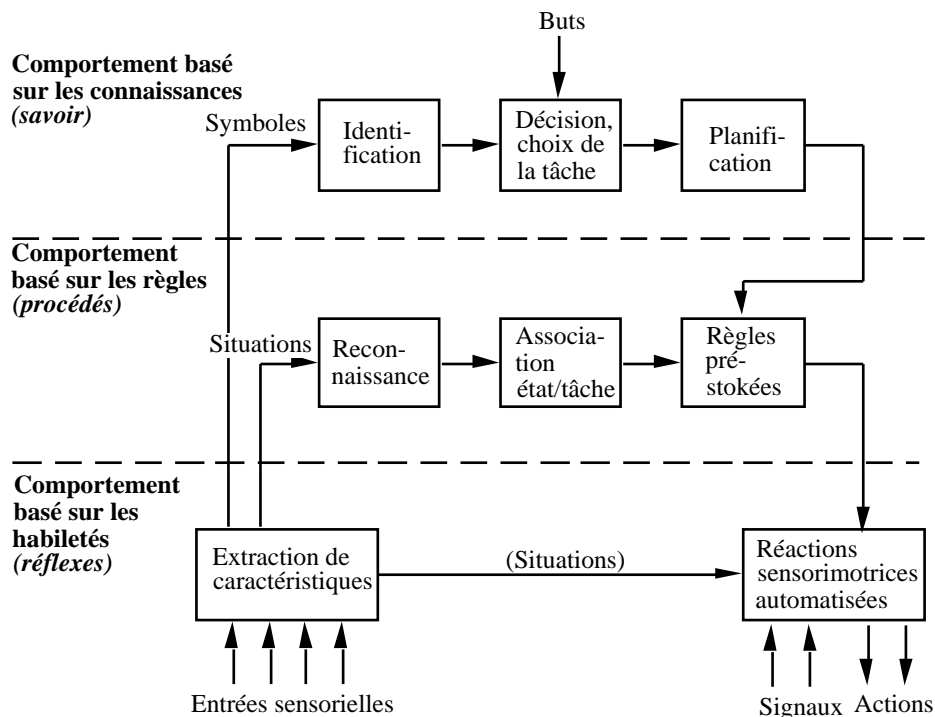 Buts
Comportement basé
sur les connaissances
(savoir)
Symboles
Identi-
fication
Décision,
choix de
la tâche
Planifi-
cation
Comportement
basé sur les règles
(procédés)
Situations
Recon-
naissance
Associa-
tion
état/tâche
Règles
pré-
stokées
Comportement
basé sur les
habiletés
(réflexes)
Extraction de
caractéristiques
(Situations)
Réactions
sensorimotrices
automatisées
Entrées sensorielles
Signaux
Actions